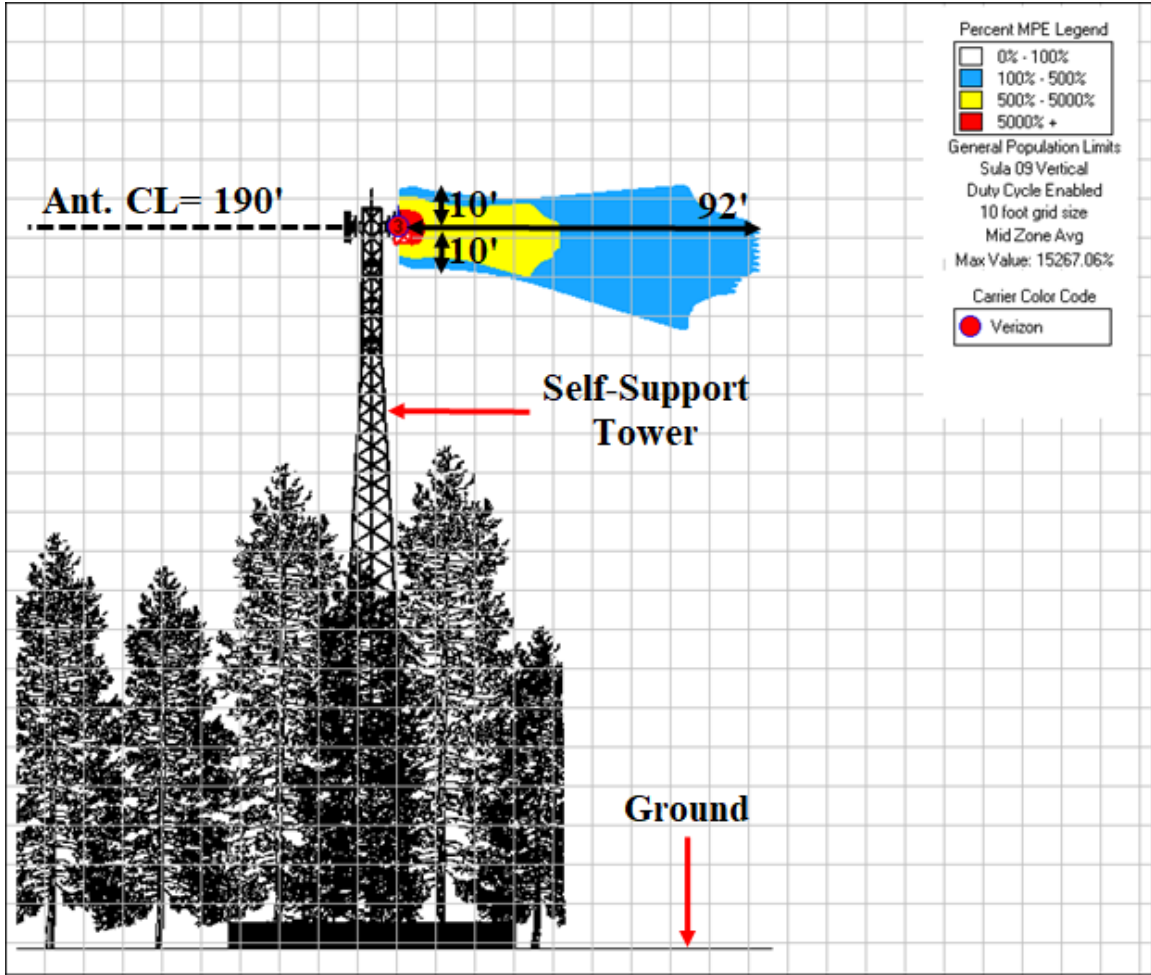 Percent MPE Legend
0% - 100%
100% - 500%
500% - 5000%
5000% +
General Population Limits
Sula 09 Vertical
Duty Cycle Enabled
10 foot grid size
Mid Zone Avg
Max Value: 15267.06%
Carrier Color Code
Verizon
Ant. CL= 190'
10'
92'
3
10'
Self-Support
Tower
Ground